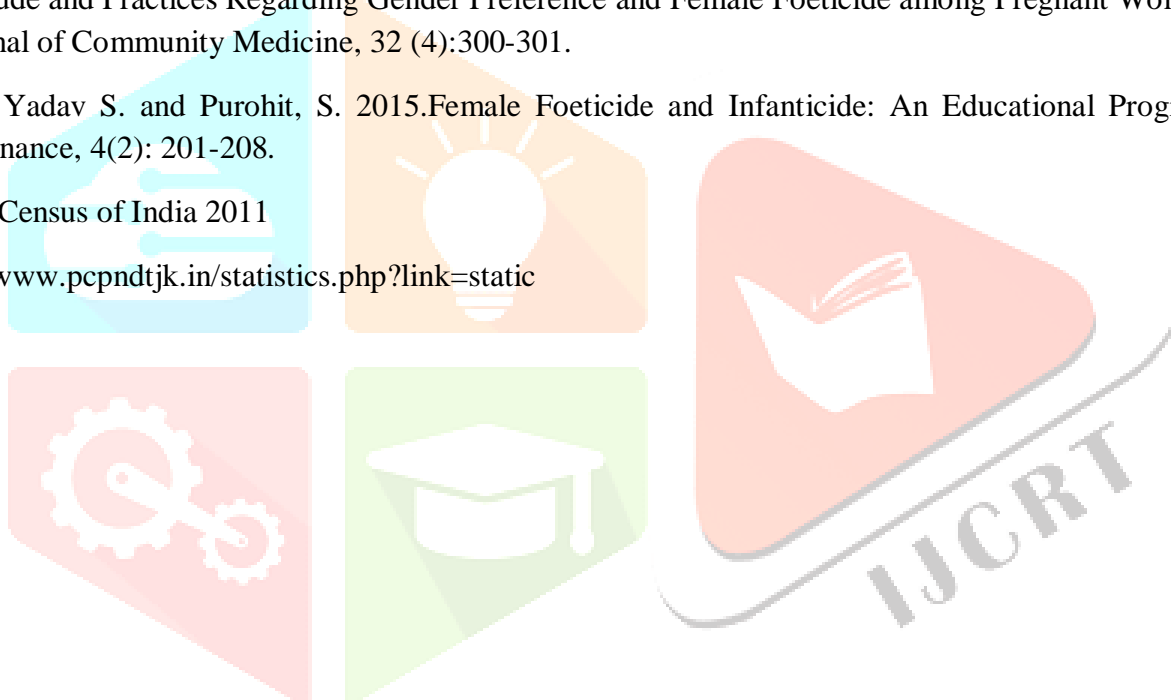 ude and Practices Regarding Gender Preference and Female Foeticide among Pregnant Wo
nal of Community Medicine, 32 (4):300-301.
Yadav S. and Purohit, S. 2015.Female Foeticide and Infanticide: An Educational Prog
nance, 4(2): 201-208.
Census of India 2011
www.pcpndtjk.in/statistics.php?link=static
IJCRT